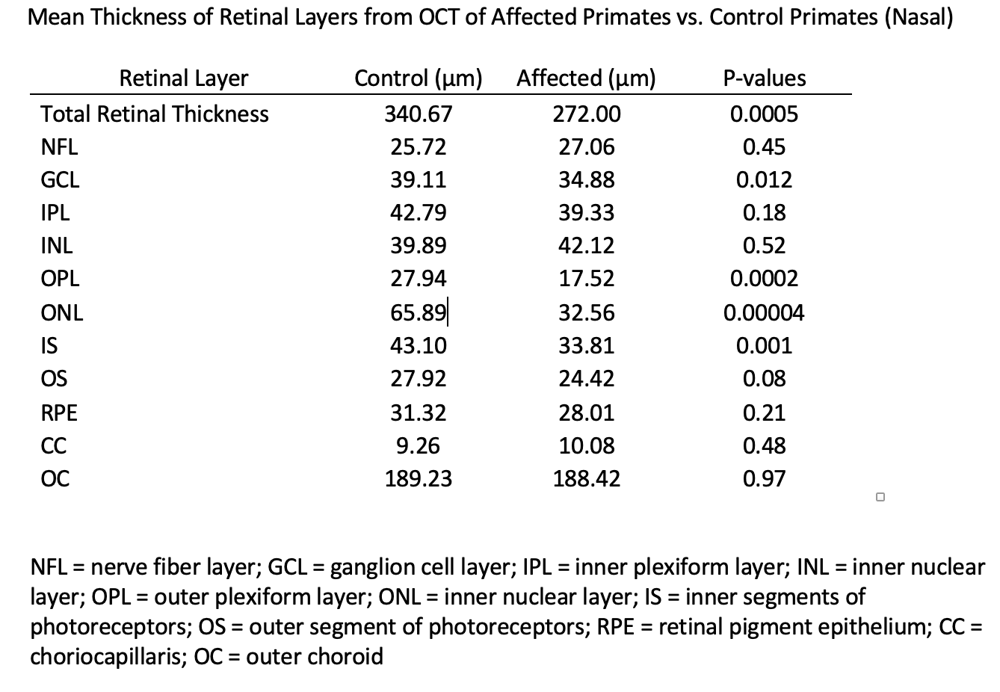 Mean Thickness of Retinal Layers from OCT of Affected Primates vs. Control Primates (Nasal)
Retinal Layer Control (μm) Affected (μm) P-values
Total Retinal Thickness 340.67 272.00 0.0005
NFL 25.72 27.06 0.45
GCL 39.11 34.88 0.012
IPL 42.79 39.33 0.18
INL 39.89 42.12 0.52
OPL 27.94 17.52 0.0002
ONL 65.89 32.56 0.00004
IS 43.10 33.81 0.001
OS 27.92 24.42 0.08
RPE 31.32 28.01 0.21
CC 9.26 10.08 0.48
OC 189.23 188.42 0.97
NFL = nerve fiber layer; GCL = ganglion cell layer; IPL = inner plexiform layer; INL = inner nuclear
layer; OPL = outer plexiform layer; ONL = inner nuclear layer; IS = inner segments of
photoreceptors; OS = outer segment of photoreceptors; RPE = retinal pigment epithelium; CC =
choriocapillaris; OC = outer choroid